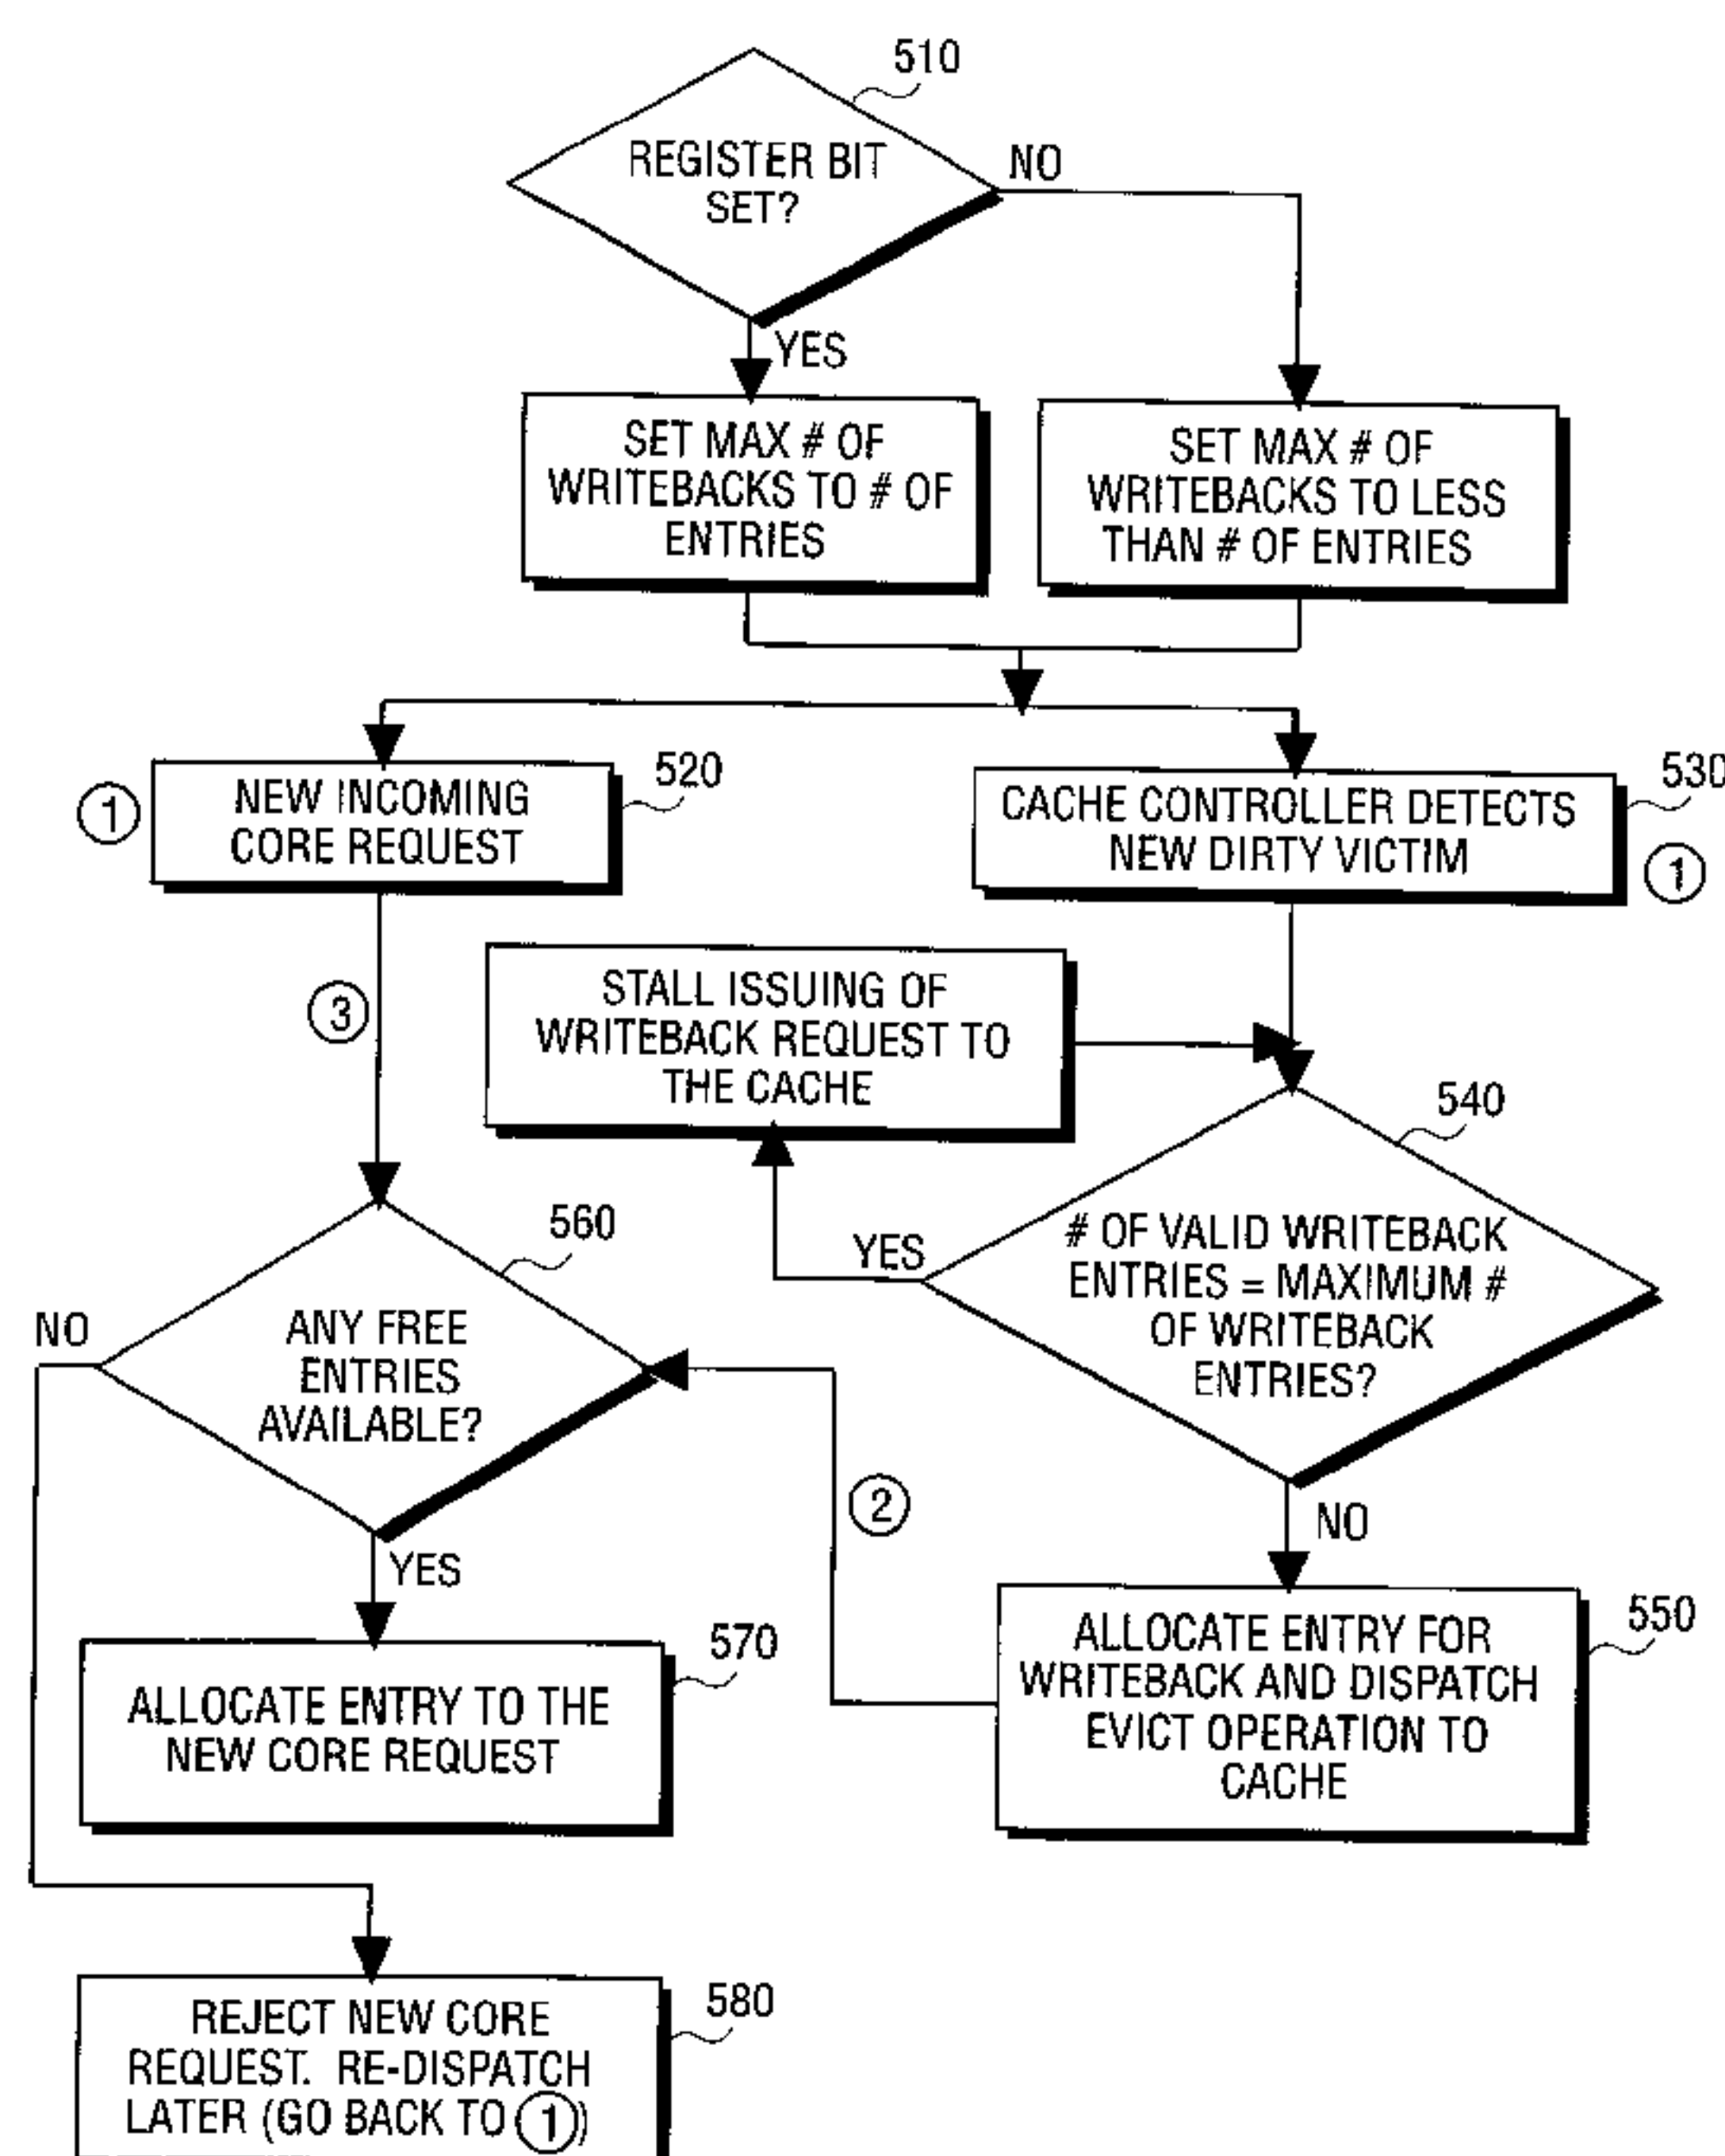 510
REGISTER BIT
SET?
NO
YES
SET MAX # OF
WRITEBACKS TO # OF
ENTRIES
SET MAX # OF
WRITEBACKS TO LESS
THAN # OF ENTRIES
1
NEW INCOMING
CORE REQUEST
520
CACHE CONTROLLER DETECTS
NEW DIRTY VICTIM
530
1
3
STALL ISSUING OF
WRITEBACK REQUEST TO
THE CACHE
540
# OF VALID WRITEBACK
ENTRIES = MAXIMUM #
OF WRITEBACK
ENTRIES?
YES
NO
560
ANY FREE
ENTRIES
AVAILABLE?
NO
YES
2
ALLOCATE ENTRY FOR
WRITEBACK AND DISPATCH
EVICT OPERATION TO
CACHE
550
570
ALLOCATE ENTRY TO THE
NEW CORE REQUEST
580
REJECT NEW CORE
REQUEST. RE-DISPATCH
LATER (GO BACK TO 1)